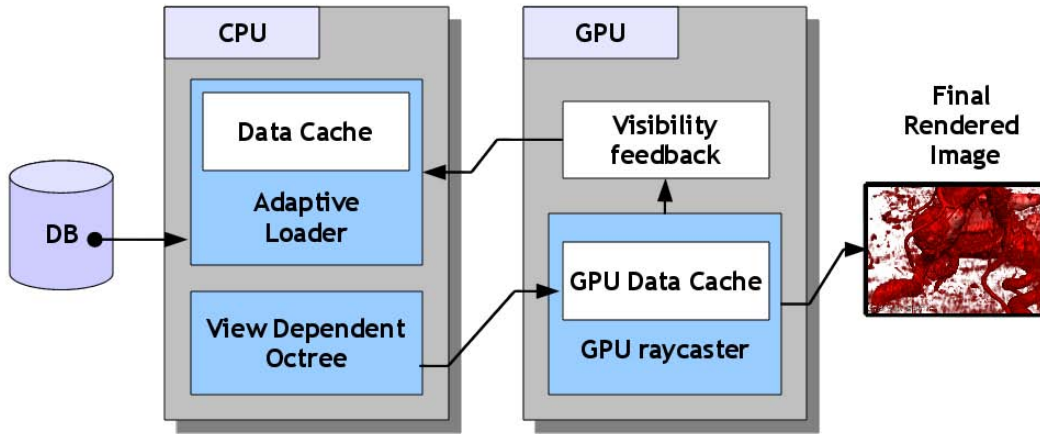 CPU
GPU
Data Cache
Adaptive
Loader
DB
View Dependent
Octree
Visibility
feedback
GPU Data Cache
GPU raycaster
Final
Rendered
Image